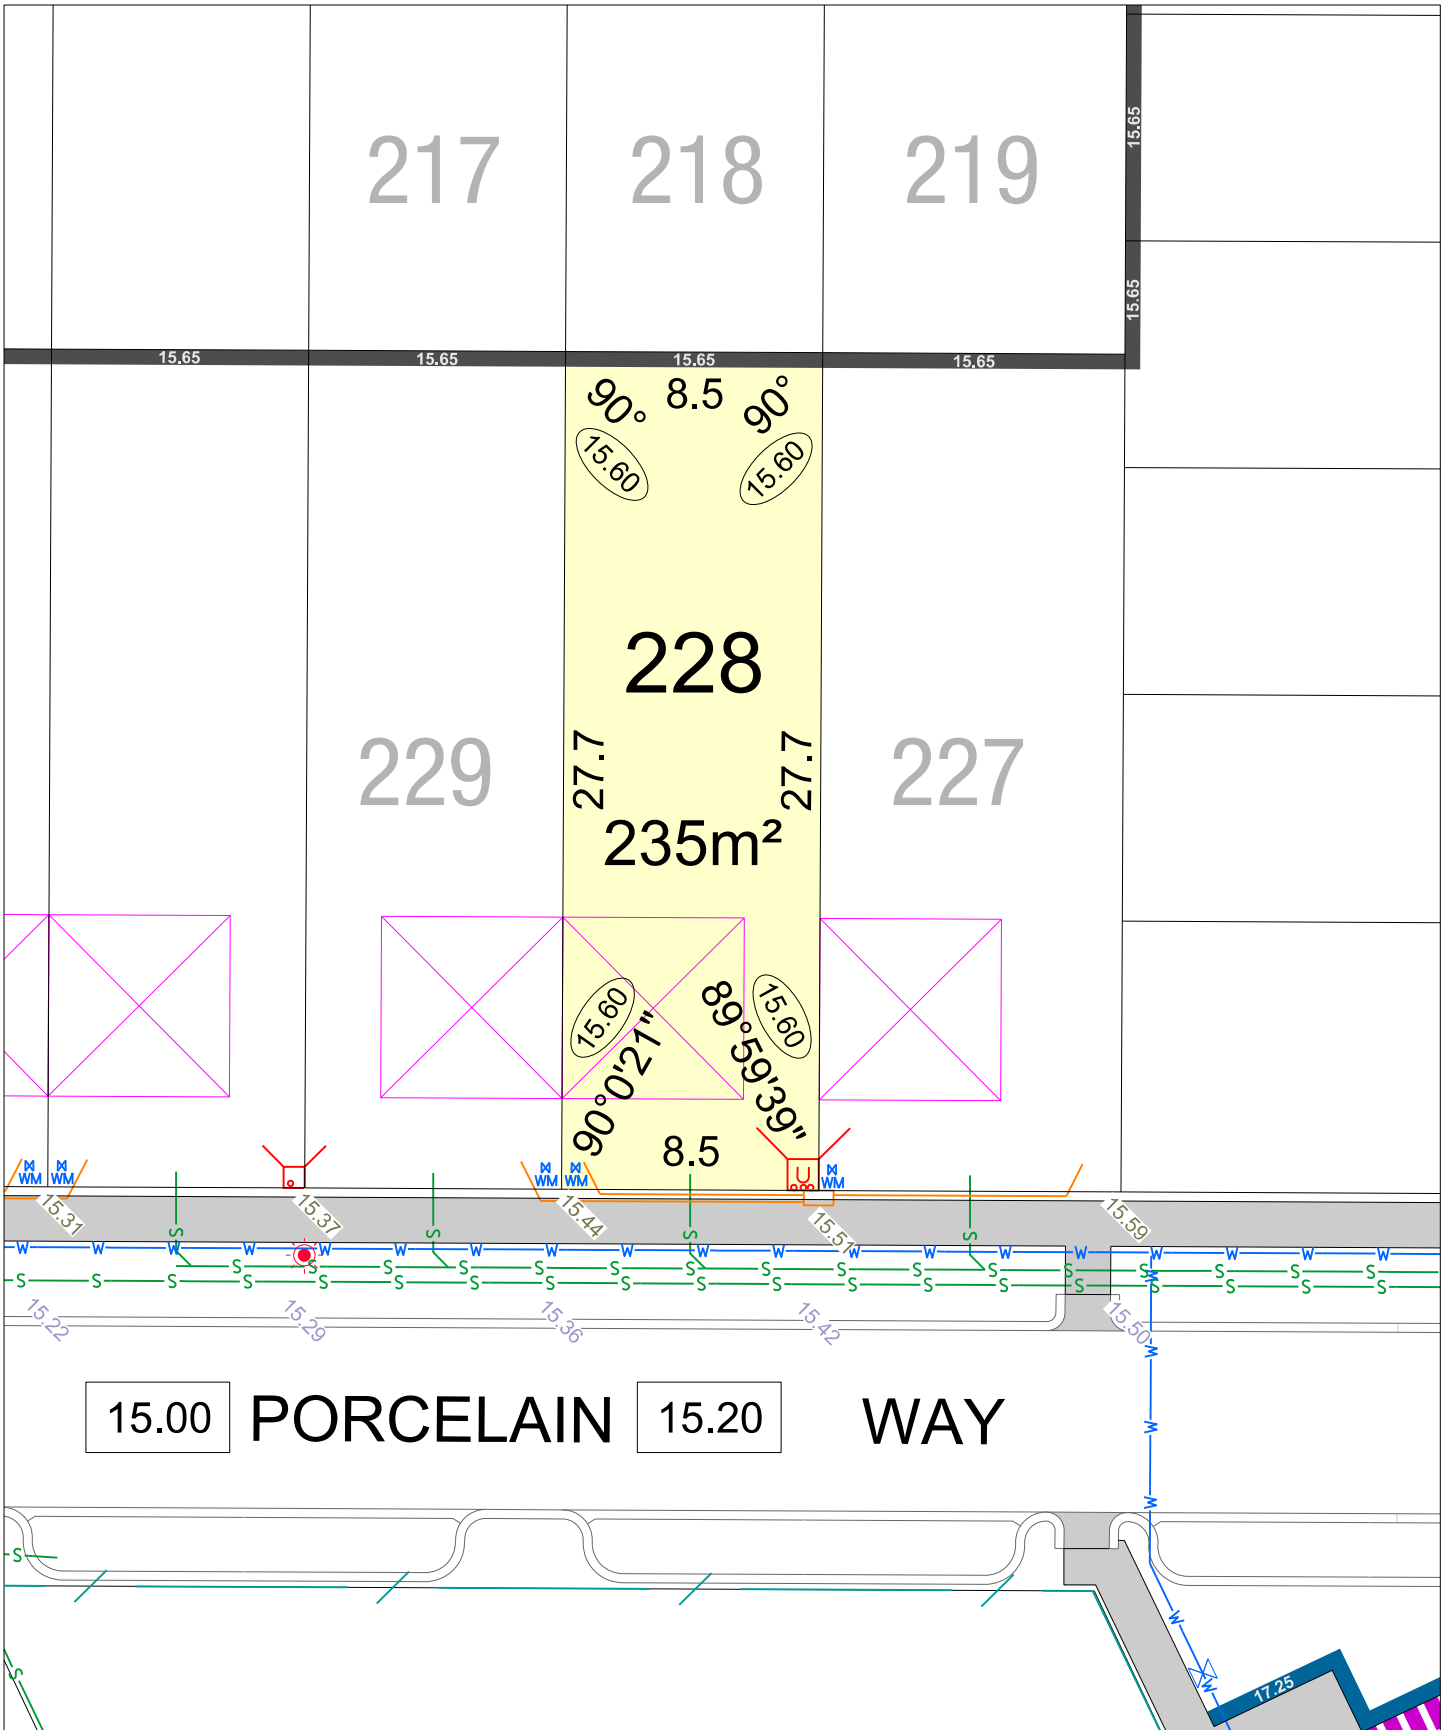 217 218 219
15.65
15.65
15.65 15.65 15.65 15.65
90° 8.5 90°
15.60 15.60
228
229 27.7 27.7 227
235m²
15.60 15.60
90°0'21" 89°59'39"
8.5
WM WM WM WM WM
U
15.31 15.37 15.44 15.51 15.59
S S S S
W W W W W W W W W W W W W W W W W W W
S S S S S S S S S S S S S S S
S S S S S S S S S S S S S S S S S S S
W
15.22 15.29 15.36 15.42 15.50
W
15.00 PORCELAIN 15.20 WAY
W
W
S
W
S
W
17.25